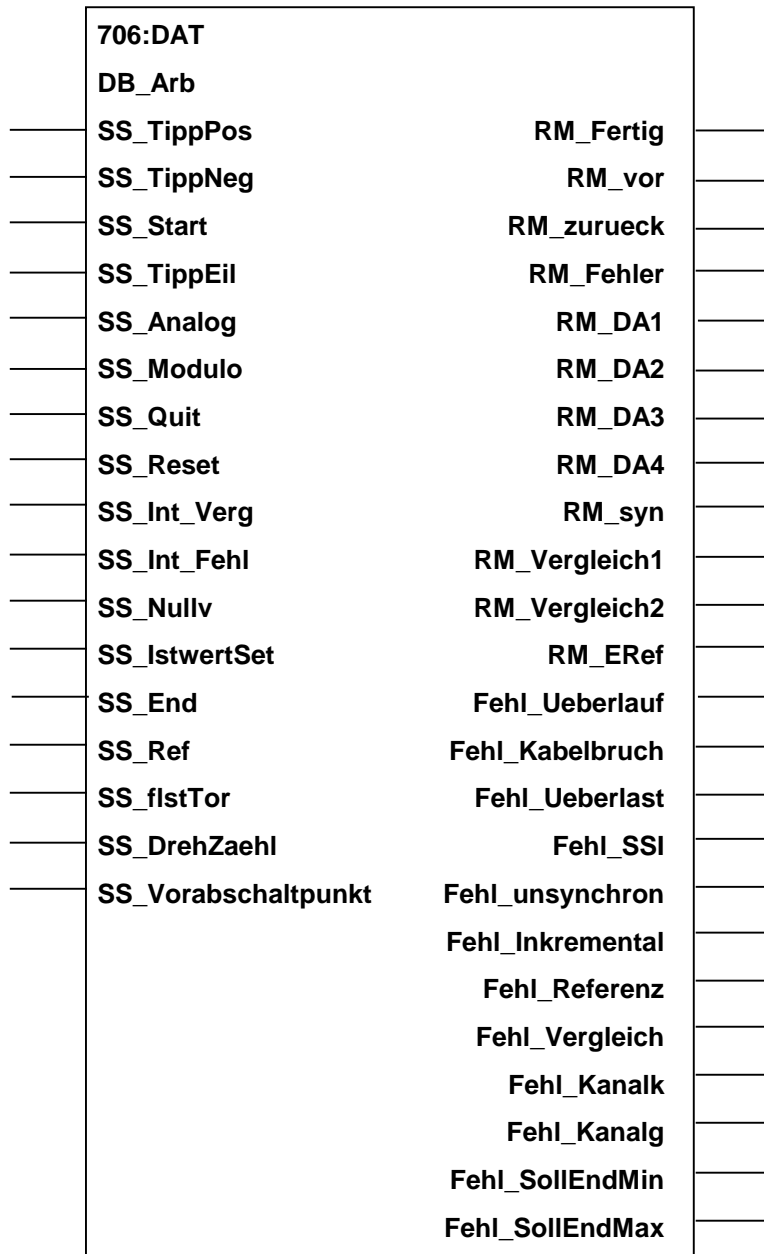 706:DAT
DB_Arb
SS_TippPos RM_Fertig
SS_TippNeg RM_vor
SS_Start RM_zurueck
SS_TippEil RM_Fehler
SS_Analog RM_DA1
SS_Modulo RM_DA2
SS_Quit RM_DA3
SS_Reset RM_DA4
SS_Int_Verg RM_syn
SS_Int_Fehl RM_Vergleich1
SS_Nullv RM_Vergleich2
SS_IstwertSet RM_ERef
SS_End Fehl_Ueberlauf
SS_Ref Fehl_Kabelbruch
SS_fIstTor Fehl_Ueberlast
SS_DrehZaehl Fehl_SSI
SS_Vorabschaltpunkt Fehl_unsynchron
Fehl_Inkremental
Fehl_Referenz
Fehl_Vergleich
Fehl_Kanalk
Fehl_Kanalg
Fehl_SollEndMin
Fehl_SollEndMax